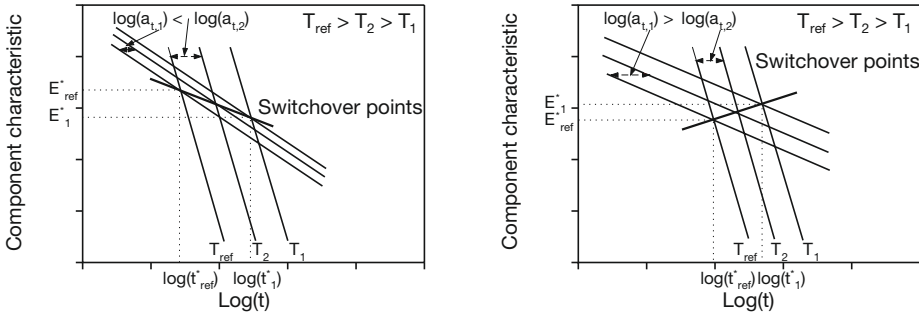 log(a_t,1) < log(a_t,2)
T_ref > T_2 > T_1
Component characteristic
E*_ref
E*_1
Switchover points
T_ref T_2 T_1
log(t*_ref) log(t*_1)
Log(t)
log(a_t,1) > log(a_t,2)
T_ref > T_2 > T_1
Component characteristic
Switchover points
E*_1
E*_ref
T_ref T_2 T_1
log(t*_ref) log(t*_1)
Log(t)